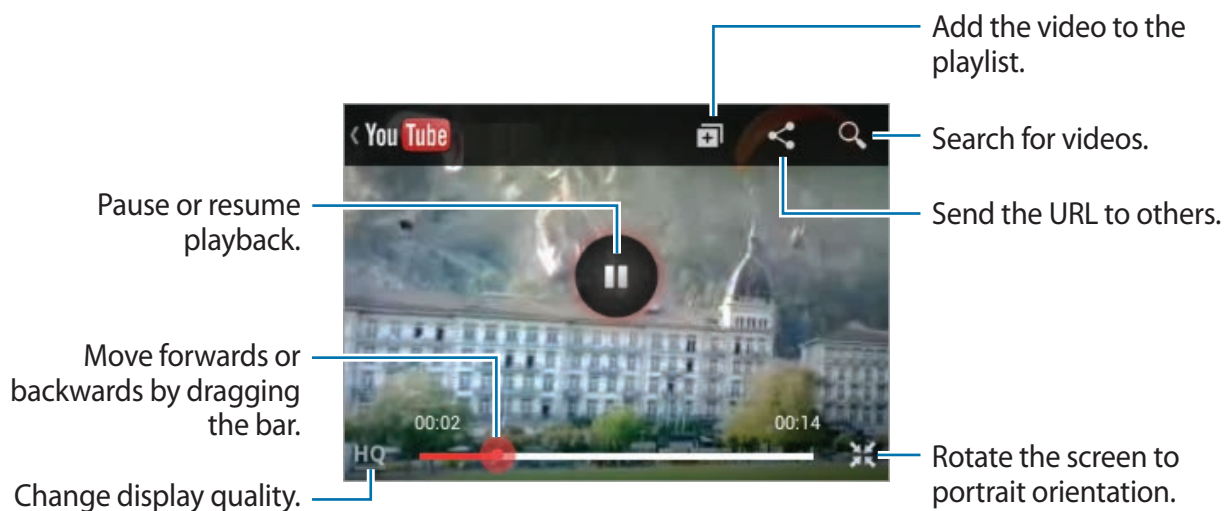 Add the video to the
playlist.
You Tube
Search for videos.
Send the URL to others.
Pause or resume
playback.
Move forwards or
backwards by dragging
the bar.
00:02
00:14
HQ
Change display quality.
Rotate the screen to
portrait orientation.